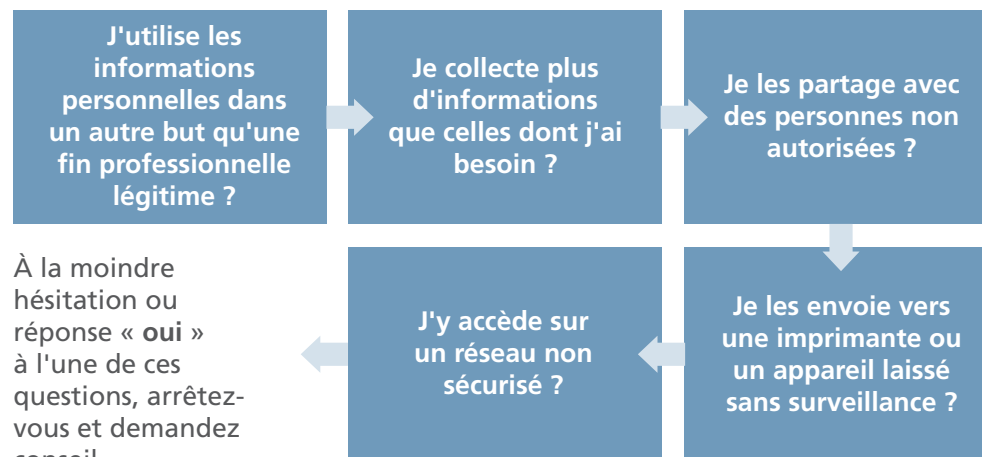 J'utilise les
informations
personnelles dans
un autre but qu'une
fin professionnelle
légitime ?
Je collecte plus
d'informations
que celles dont j'ai
besoin ?
Je les partage avec
des personnes non
autorisées ?
Je les envoie vers
une imprimante ou
un appareil laissé
sans surveillance ?
J'y accède sur
un réseau non
sécurisé ?
À la moindre
hésitation ou
réponse « oui »
à l'une de ces
questions, arrêtez-
vous et demandez